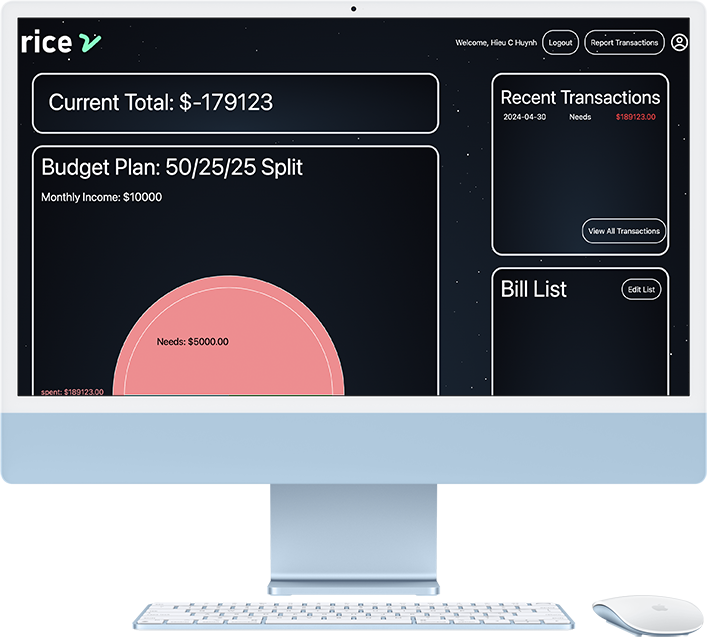 rice
Welcome, Hieu C Huynh
Logout
Report Transactions
Current Total: $-179123
Recent Transactions
2024-04-30 Needs $189123.00
View All Transactions
Budget Plan: 50/25/25 Split
Monthly Income: $10000
Needs: $5000.00
spent: $189123.00
Bill List
Edit List